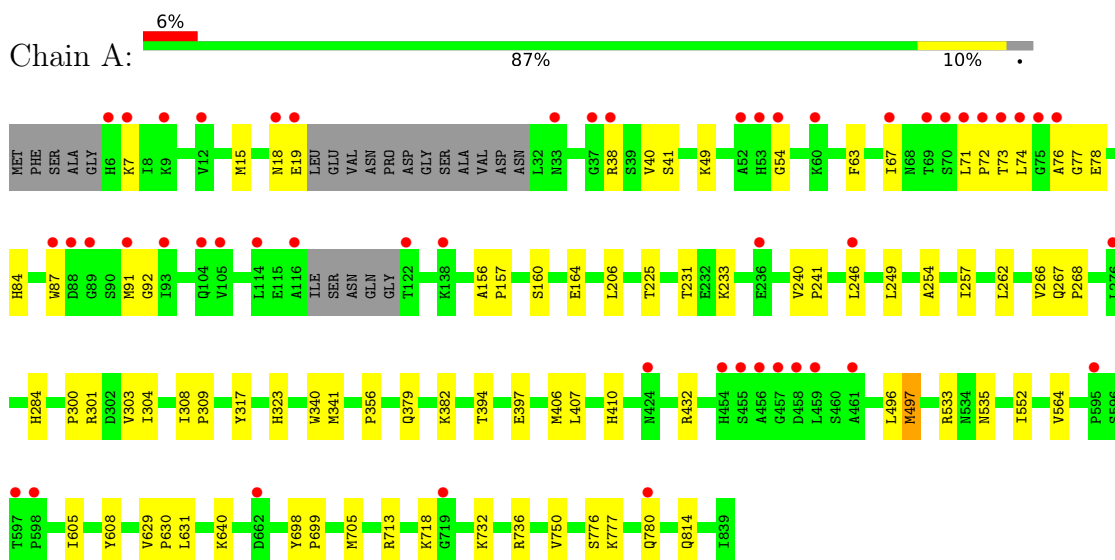 6%
Chain A:
87% 10% •
MET PHE SER ALA GLY H6 K7 I8 K9 V12 M15 N18 E19 LEU GLU VAL ASN PRO ASP GLY SER ALA VAL ASP ASN L32 N33 G37 R38 S39 V40 S41 K49 A52 H53 G54 K60 F63 I67 N68 T69 S70 L71 P72 T73 L74 G75 A76 G77 E78
H84 W87 D88 G89 S90 M91 G92 I93 Q104 V105 L114 E115 A116 ILE SER ASN GLN GLY T122 K138 A156 P157 S160 E164 L206 T225 T231 E232 K233 E236 V240 P241 L246 L249 A254 I257 L262 V266 Q267 P268 L276
H284 P300 R301 D302 V303 I304 I308 P309 Y317 H323 W340 M341 P356 Q379 K382 T394 E397 M406 L407 H410 N424 R432 H454 S455 A456 G457 D458 L459 S460 A461 L496 M497 R533 N534 N535 I552 V564 P595 S596
T597 P598 I605 Y608 V629 P630 L631 K640 D662 Y698 P699 M705 R713 K718 G719 K732 R736 V750 S776 K777 Q780 Q814 I839